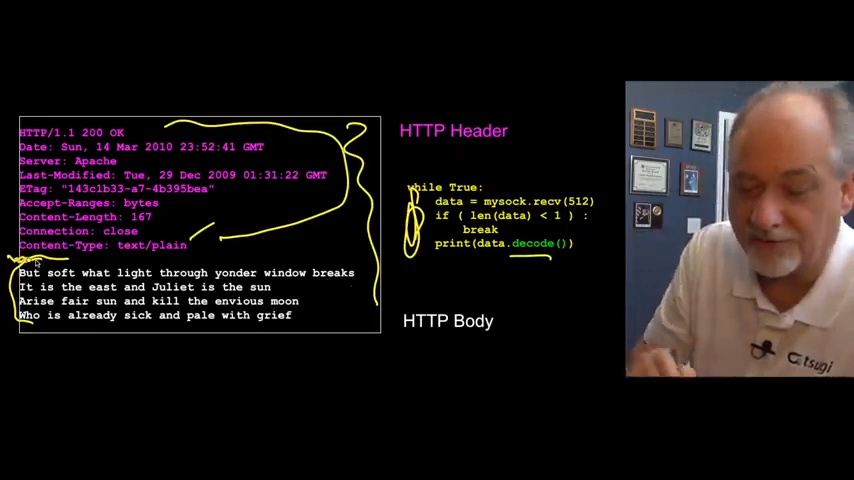 HTTP/1.1 200 OK
Date: Sun, 14 Mar 2010 23:52:41 GMT
Server: Apache
Last-Modified: Tue, 29 Dec 2009 01:31:22 GMT
ETag: "143c1b33-a7-4b395bea"
Accept-Ranges: bytes
Content-Length: 167
Connection: close
Content-Type: text/plain
But soft what light through yonder window breaks
It is the east and Juliet is the sun
Arise fair sun and kill the envious moon
Who is already sick and pale with grief
HTTP Header
while True:
data = mysock.recv(512)
if ( len(data) < 1 ) :
break
print(data.decode())
HTTP Body
tsugi